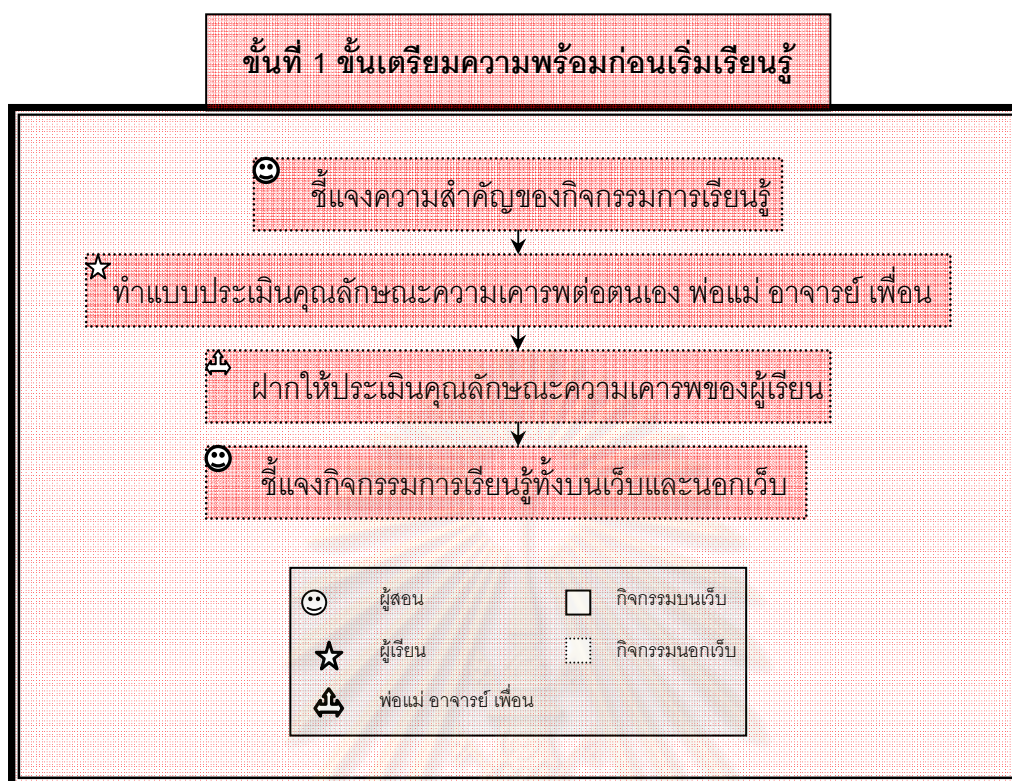 ขั้นที่ 1 ขั้นเตรียมความพร้อมก่อนเริ่มเรียนรู้
ชี้แจงความสำคัญของกิจกรรมการเรียนรู้
ทำแบบประเมินคุณลักษณะความเคารพต่อตนเอง พ่อแม่ อาจารย์ เพื่อน
ฝากให้ประเมินคุณลักษณะความเคารพของผู้เรียน
ชี้แจงกิจกรรมการเรียนรู้ทั้งบนเว็บและนอกเว็บ
ผู้สอน กิจกรรมบนเว็บ
ผู้เรียน กิจกรรมนอกเว็บ
พ่อแม่ อาจารย์ เพื่อน